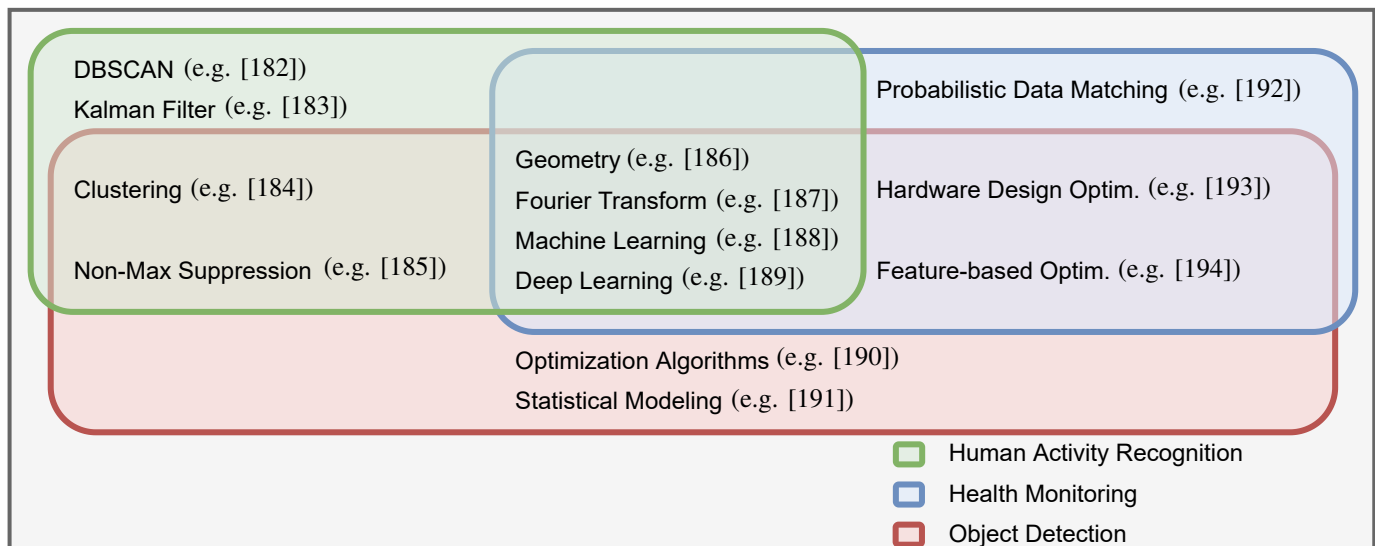 DBSCAN (e.g. [182])
Kalman Filter (e.g. [183])
Probabilistic Data Matching (e.g. [192])
Clustering (e.g. [184])
Non-Max Suppression (e.g. [185])
Geometry (e.g. [186])
Fourier Transform (e.g. [187])
Machine Learning (e.g. [188])
Deep Learning (e.g. [189])
Hardware Design Optim. (e.g. [193])
Feature-based Optim. (e.g. [194])
Optimization Algorithms (e.g. [190])
Statistical Modeling (e.g. [191])
Human Activity Recognition
Health Monitoring
Object Detection